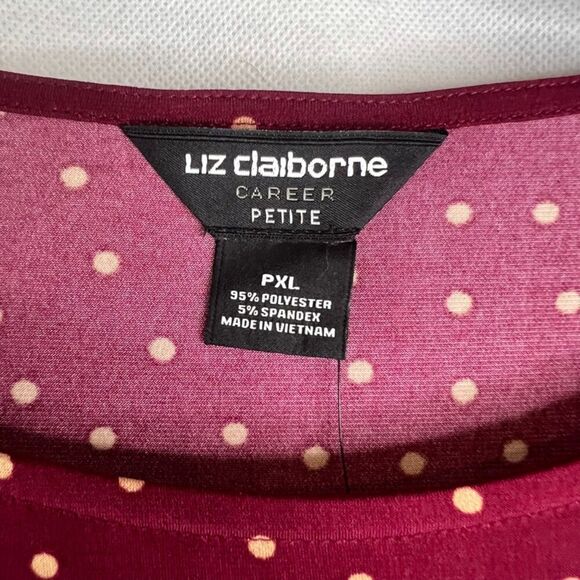 LIZ claiborne
CAREER
PETITE
PXL
95% POLYESTER
5% SPANDEX
MADE IN VIETNAM